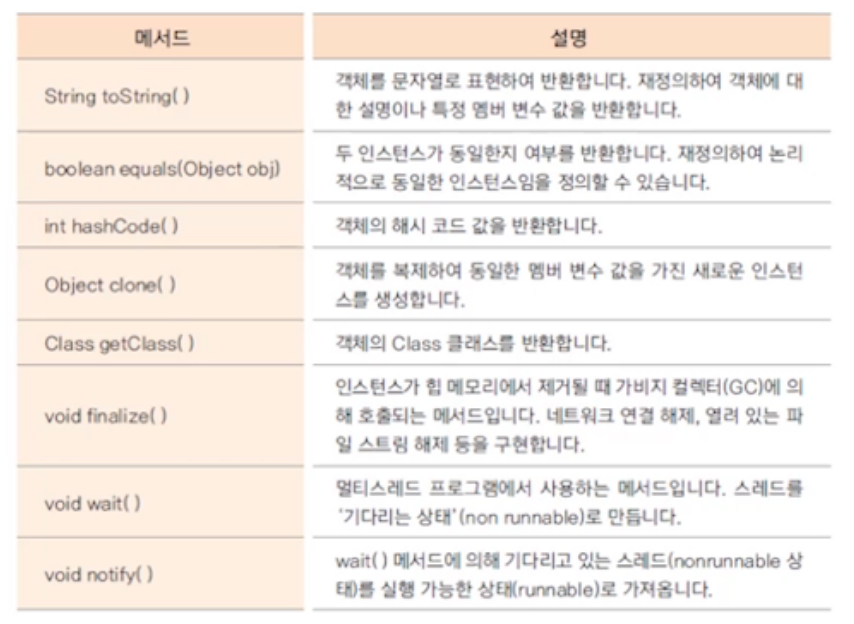 메서드
설명
String toString( )
객체를 문자열로 표현하여 반환합니다. 재정의하여 객체에 대
한 설명이나 특정 멤버 변수 값을 반환합니다.
boolean equals(Object obj)
두 인스턴스가 동일한지 여부를 반환합니다. 재정의하여 논리
적으로 동일한 인스턴스임을 정의할 수 있습니다.
int hashCode( )
객체의 해시 코드 값을 반환합니다.
Object clone( )
객체를 복제하여 동일한 멤버 변수 값을 가진 새로운 인스턴
스를 생성합니다.
Class getClass( )
객체의 Class 클래스를 반환합니다.
void finalize( )
인스턴스가 힙 메모리에서 제거될 때 가비지 컬렉터(GC)에 의
해 호출되는 메서드입니다. 네트워크 연결 해제, 열려 있는 파
일 스트림 해제 등을 구현합니다.
void wait( )
멀티스레드 프로그램에서 사용하는 메서드입니다. 스레드를
‘기다리는 상태’(non runnable)로 만듭니다.
void notify( )
wait( ) 메서드에 의해 기다리고 있는 스레드(nonrunnable 상
태)를 실행 가능한 상태(runnable)로 가져옵니다.